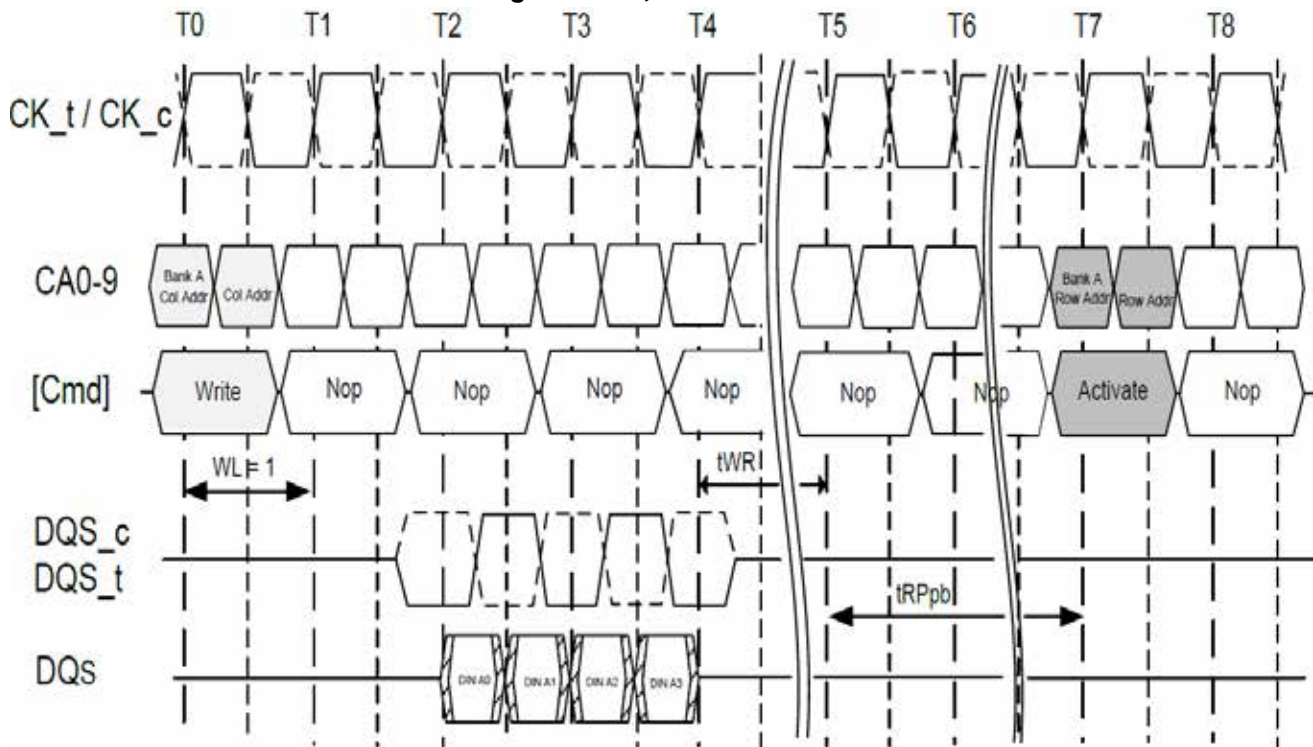 T0 T1 T2 T3 T4 T5 T6 T7 T8
CK_t / CK_c
CA0-9
Bank A
Col Addr
Col Addr
Bank A
Row Addr
Row Addr
[Cmd]
Write Nop Nop Nop Nop Nop Nop Activate Nop
WL = 1
tWR
DQS_c
DQS_t
tRPpb
DQS
DIN A0 DIN A1 DIN A2 DIN A3